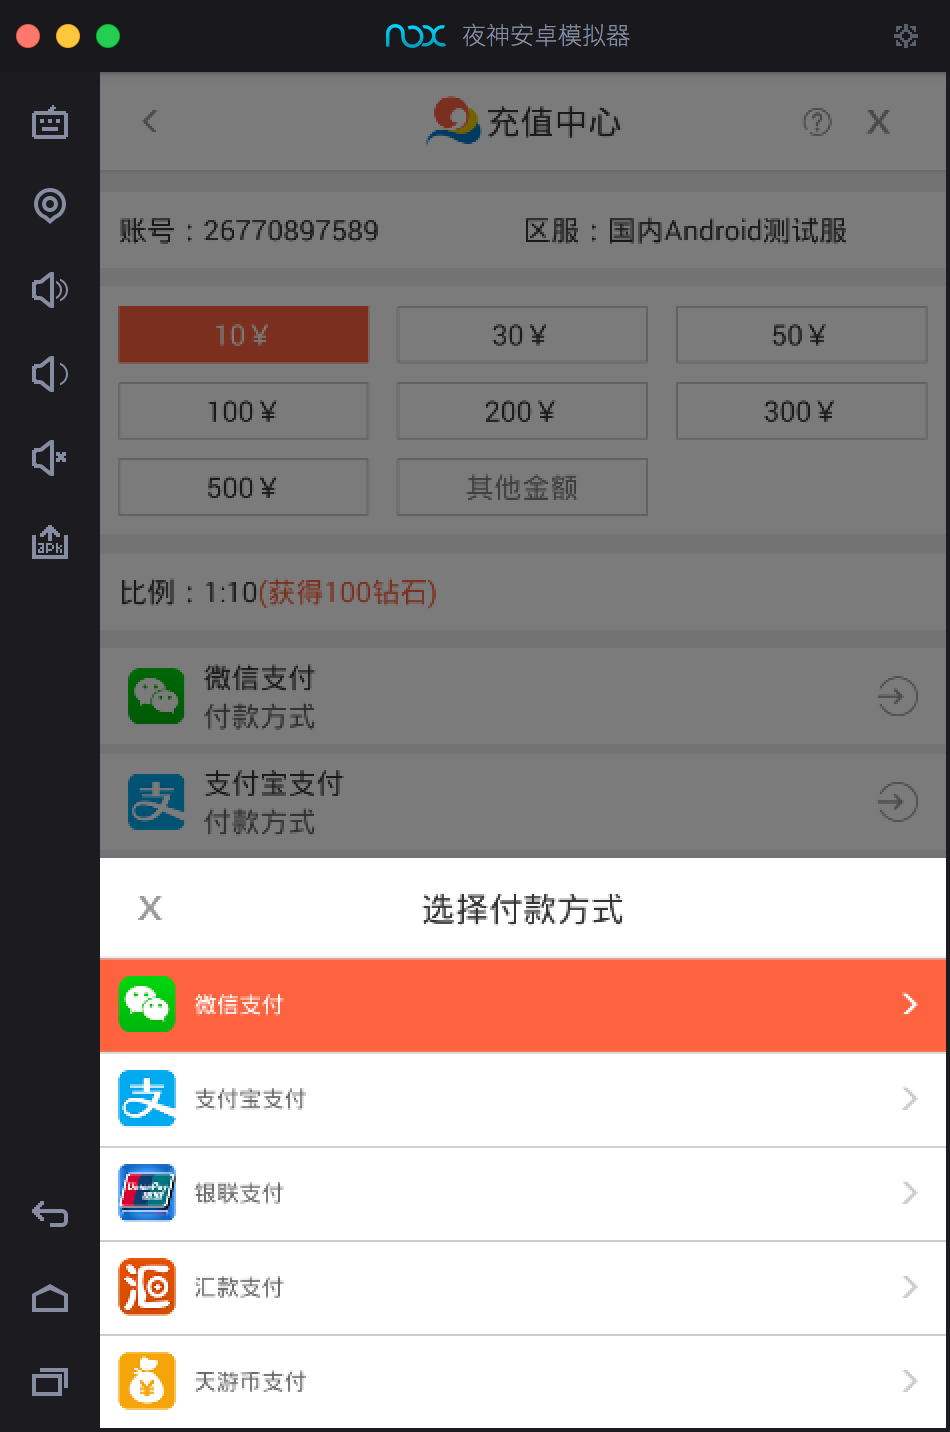 nox 夜神安卓模拟器
充值中心
账号：26770897589 区服：国内Android测试服
10¥ 30¥ 50¥
100¥ 200¥ 300¥
500¥ 其他金额
比例：1:10(获得100钻石)
微信支付
付款方式
支付宝支付
付款方式
X 选择付款方式
微信支付
支付宝支付
银联支付
汇款支付
天游币支付
apk
支
支
UnionPay
汇
¥